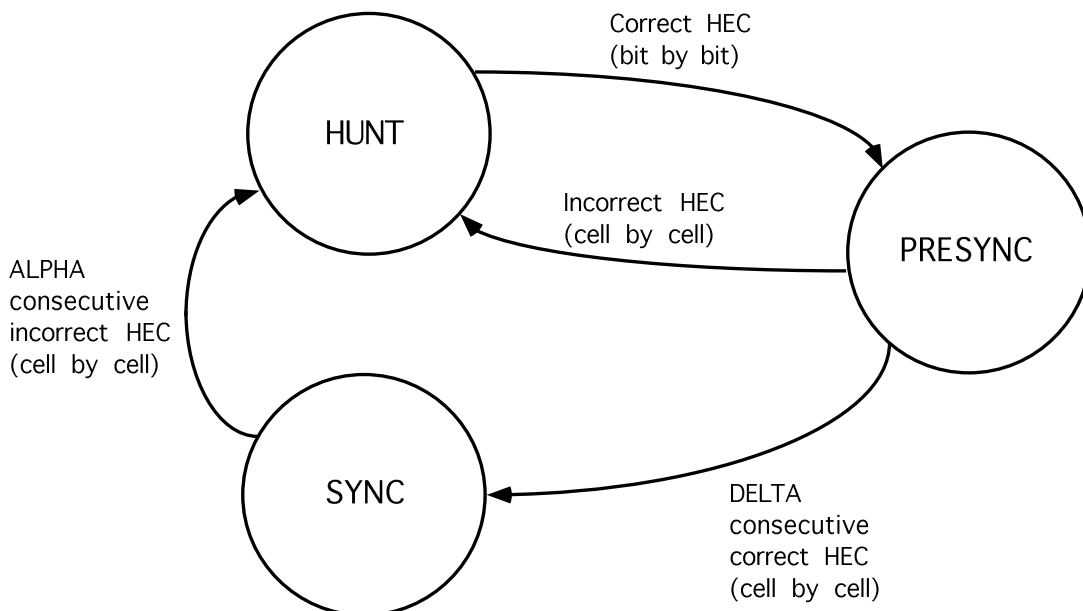 Correct HEC
(bit by bit)
HUNT
Incorrect HEC
(cell by cell)
PRESYNC
ALPHA
consecutive
incorrect HEC
(cell by cell)
SYNC
DELTA
consecutive
correct HEC
(cell by cell)